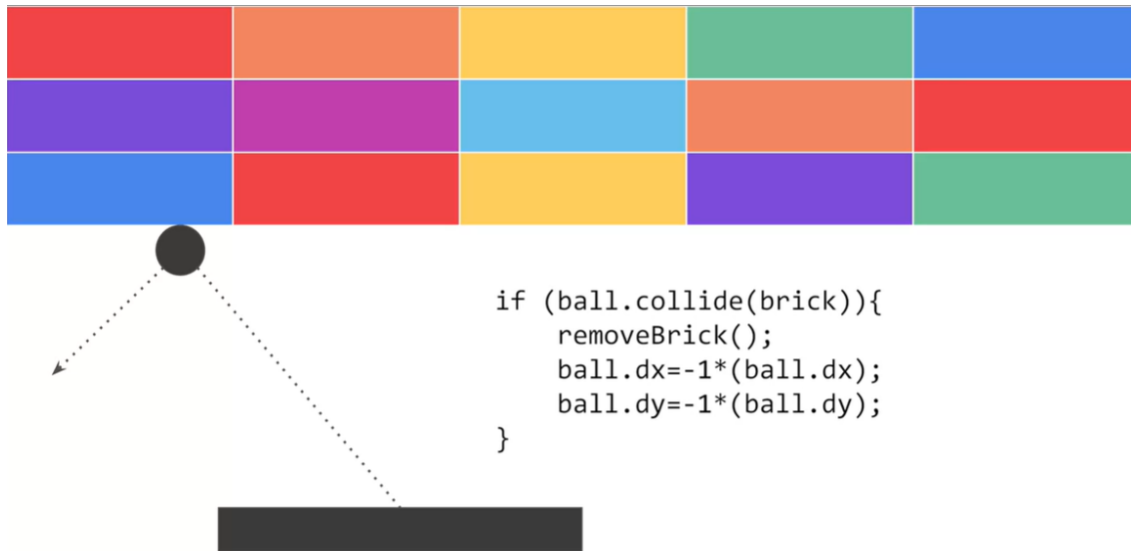 if (ball.collide(brick)){
    removeBrick();
    ball.dx=-1*(ball.dx);
    ball.dy=-1*(ball.dy);
}